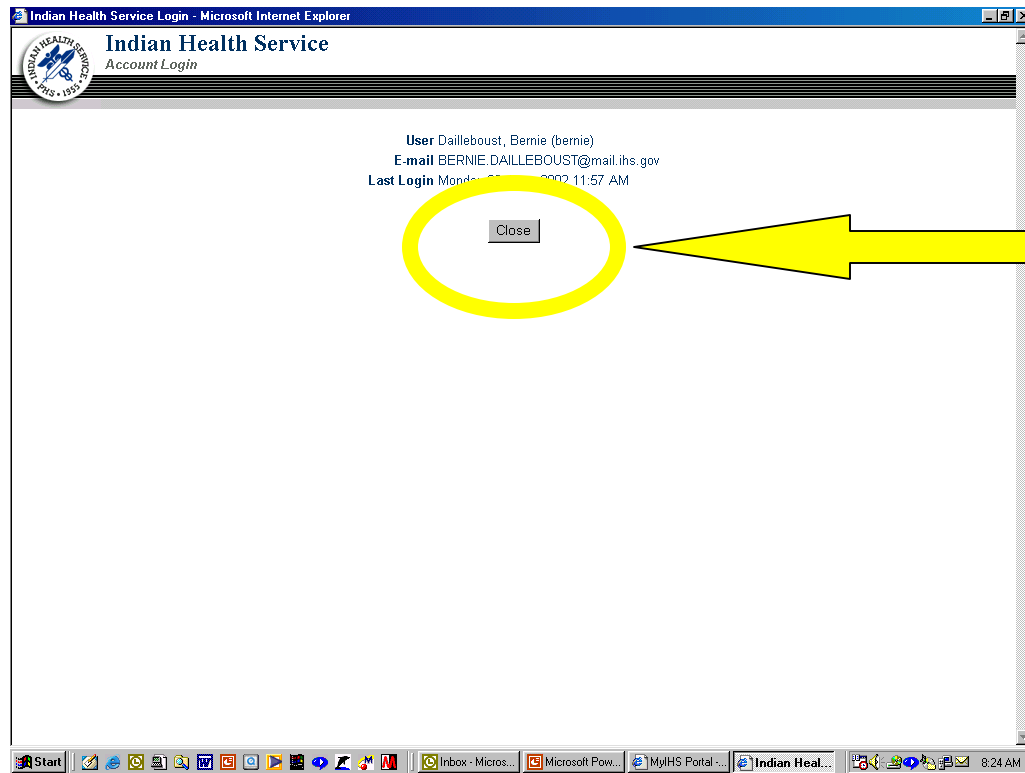 Indian Health Service Login - Microsoft Internet Explorer
INDIAN HEALTH SERVICE
PHS • 1955
Indian Health Service
Account Login
User Dailleboust, Bernie (bernie)
E-mail BERNIE.DAILLEBOUST@mail.ihs.gov
Last Login Monday 2002 11:57 AM
Close
Start
Inbox - Micros...
Microsoft Pow...
MyIHS Portal -...
Indian Heal...
8:24 AM